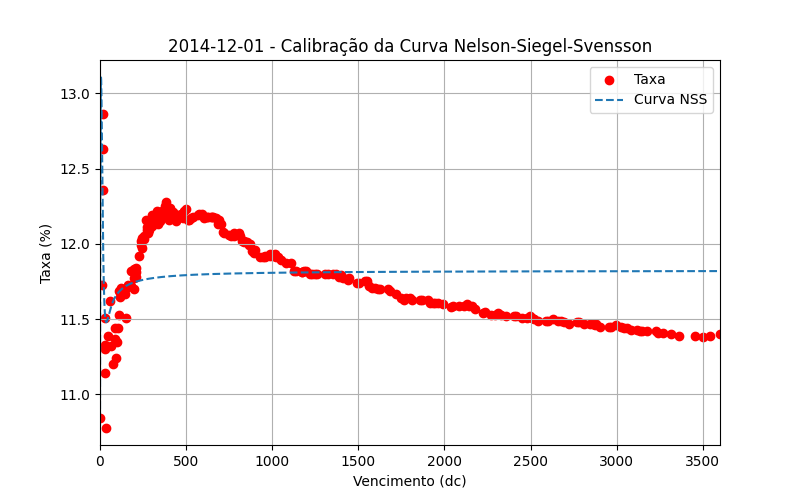 2014-12-01 - Calibração da Curva Nelson-Siegel-Svensson
Taxa
Curva NSS
Taxa (%)
13.0
12.5
12.0
11.5
11.0
0 500 1000 1500 2000 2500 3000 3500
Vencimento (dc)